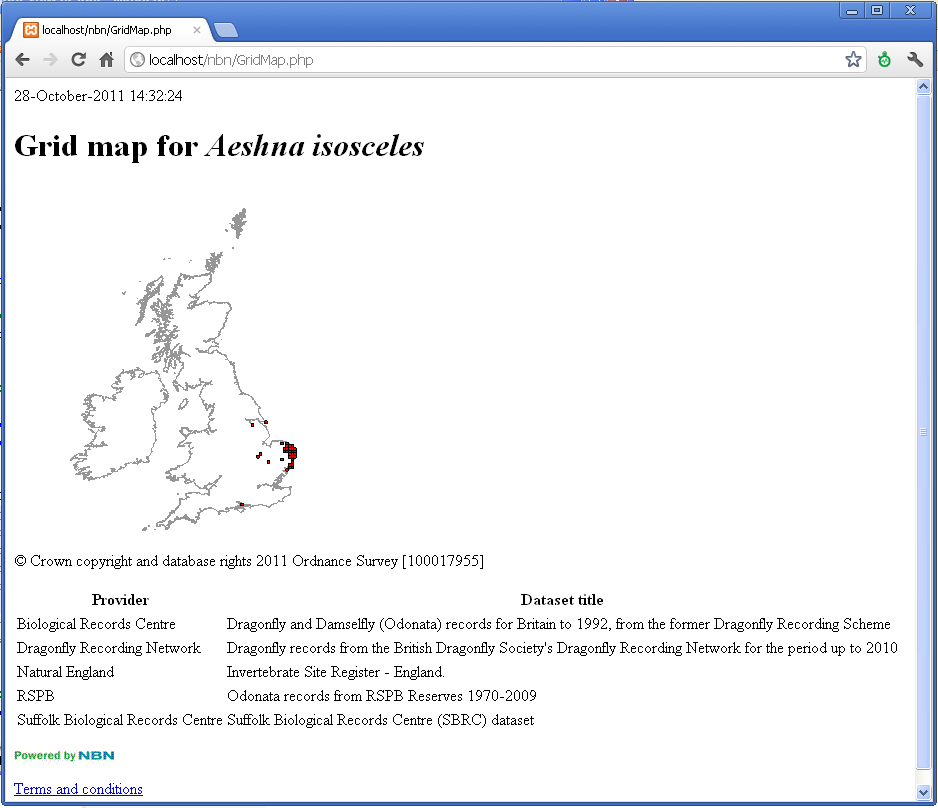 localhost/nbn/GridMap.php
localhost/nbn/GridMap.php
28-October-2011 14:32:24
Grid map for Aeshna isosceles
© Crown copyright and database rights 2011 Ordnance Survey [100017955]
Provider Dataset title
Biological Records Centre Dragonfly and Damselfly (Odonata) records for Britain to 1992, from the former Dragonfly Recording Scheme
Dragonfly Recording Network Dragonfly records from the British Dragonfly Society's Dragonfly Recording Network for the period up to 2010
Natural England Invertebrate Site Register - England.
RSPB Odonata records from RSPB Reserves 1970-2009
Suffolk Biological Records Centre Suffolk Biological Records Centre (SBRC) dataset
Powered by NBN
Terms and conditions